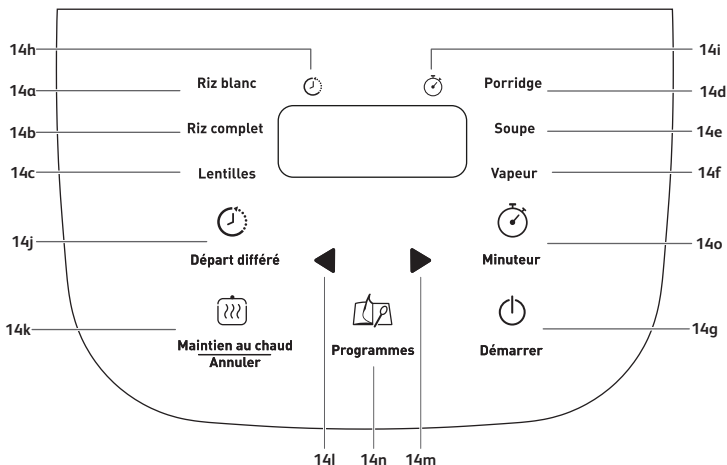 14h
14i
14a
Riz blanc
Porridge
14d
14b
Riz complet
Soupe
14e
14c
Lentilles
Vapeur
14f
14j
Départ différé
Minuteur
14o
14k
Maintien au chaud
Annuler
Programmes
Démarrer
14g
14l
14n
14m